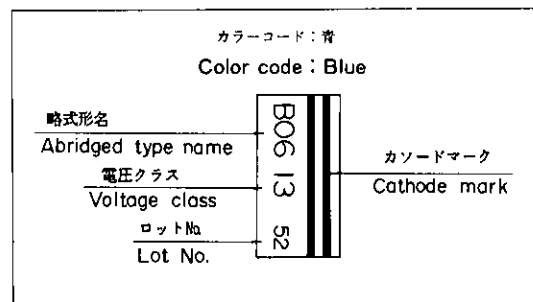 カラーコード：青
Color code：Blue
略式形名
Abridged type name
電圧クラス
Voltage class
ロットNo.
Lot No.
B06 13 52
カソードマーク
Cathode mark